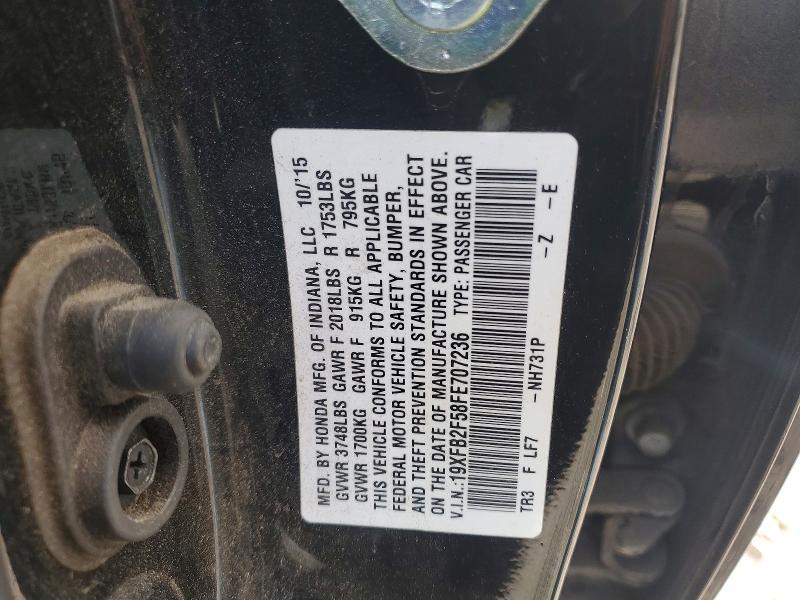 MFD. BY HONDA MFG. OF INDIANA, LLC 10/'15
GVWR 3748LBS GAWR F 2018LBS R 1753LBS
GVWR 1700KG GAWR F 915KG R 795KG
THIS VEHICLE CONFORMS TO ALL APPLICABLE
FEDERAL MOTOR VEHICLE SAFETY, BUMPER,
AND THEFT PREVENTION STANDARDS IN EFFECT
ON THE DATE OF MANUFACTURE SHOWN ABOVE.
V.I.N.:19XFB2F58FE707236 TYPE: PASSENGER CAR
TR3 F LF7 -NH731P -Z -E